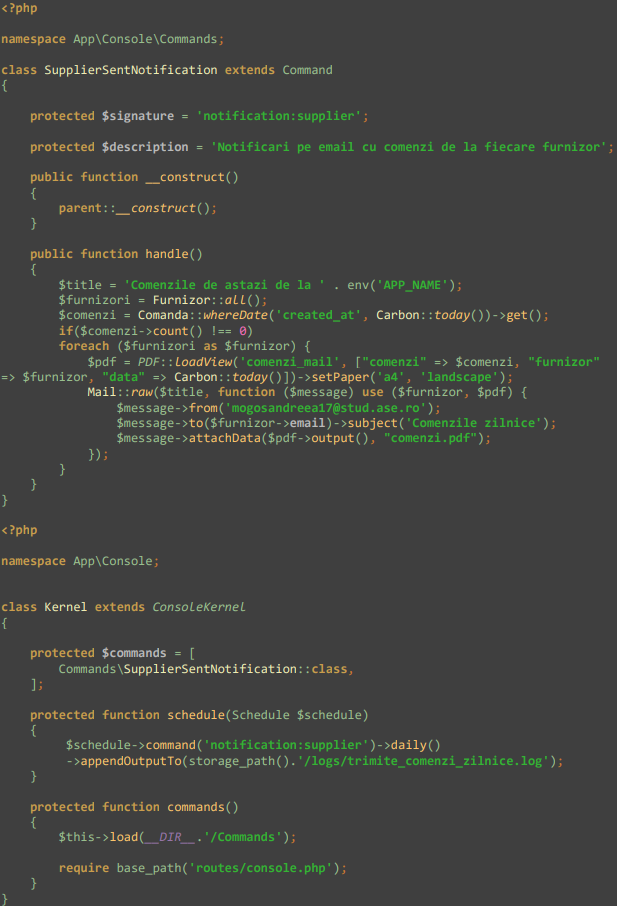 <?php
namespace App\Console\Commands;
class SupplierSentNotification extends Command
{
    protected $signature = 'notification:supplier';
    protected $description = 'Notificari pe email cu comenzi de la fiecare furnizor';
    public function __construct()
    {
        parent::__construct();
    }
    public function handle()
    {
        $title = 'Comenzile de astazi de la ' . env('APP_NAME');
        $furnizori = Furnizor::all();
        $comenzi = Comanda::whereDate('created_at', Carbon::today())->get();
        if($comenzi->count() !== 0)
        foreach ($furnizori as $furnizor) {
            $pdf = PDF::loadView('comenzi_mail', ["comenzi" => $comenzi, "furnizor"
=> $furnizor, "data" => Carbon::today()])->setPaper('a4', 'landscape');
            Mail::raw($title, function ($message) use ($furnizor, $pdf) {
                $message->from('mogosandreea17@stud.ase.ro');
                $message->to($furnizor->email)->subject('Comenzile zilnice');
                $message->attachData($pdf->output(), "comenzi.pdf");
            });
        }
    }
}
<?php
namespace App\Console;
class Kernel extends ConsoleKernel
{
    protected $commands = [
        Commands\SupplierSentNotification::class,
    ];
    protected function schedule(Schedule $schedule)
    {
         $schedule->command('notification:supplier')->daily()
         ->appendOutputTo(storage_path().'/logs/trimite_comenzi_zilnice.log');
    }
    protected function commands()
    {
        $this->load(__DIR__.'/Commands');
        require base_path('routes/console.php');
    }
}